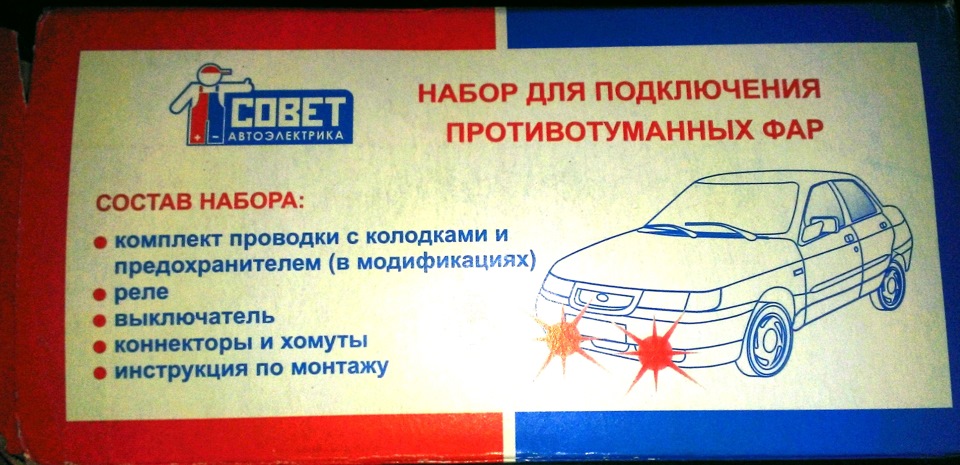 СОВЕТ
АВТОЭЛЕКТРИКА
НАБОР ДЛЯ ПОДКЛЮЧЕНИЯ
ПРОТИВОТУМАННЫХ ФАР
СОСТАВ НАБОРА:
● комплект проводки с колодками и
предохранителем (в модификациях)
● реле
● выключатель
● коннекторы и хомуты
● инструкция по монтажу